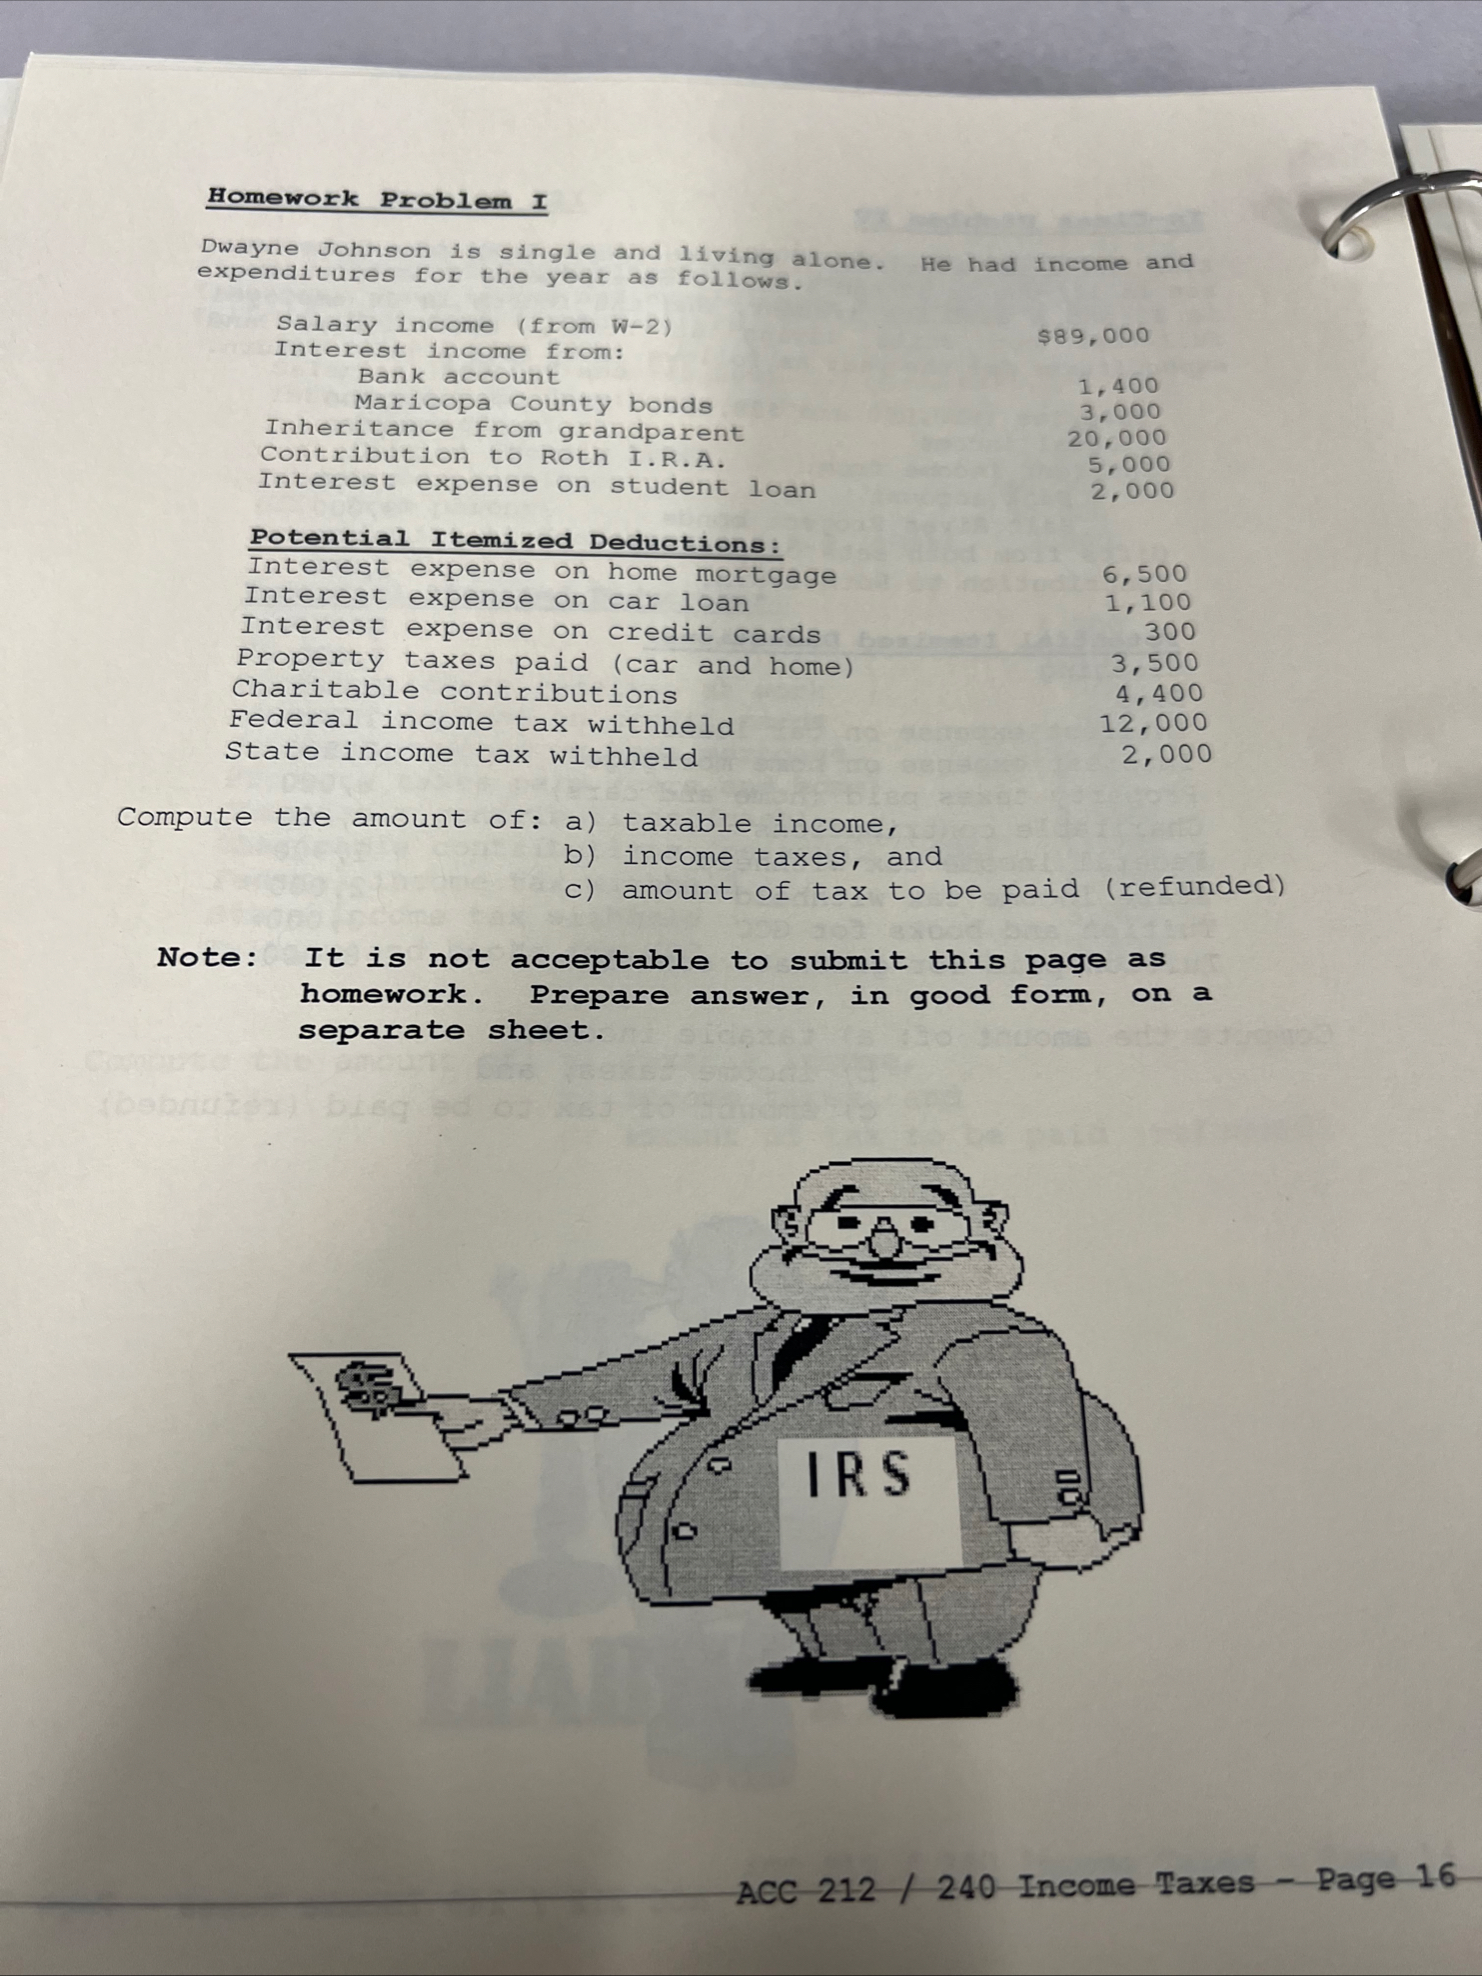 Homework Problem I
Dwayne Johnson is single and living alone. He had income and
expenditures for the year as follows.
Salary income (from W-2) $89,000
Interest income from:
Bank account 1,400
Maricopa County bonds 3,000
Inheritance from grandparent 20,000
Contribution to Roth I.R.A. 5,000
Interest expense on student loan 2,000
Potential Itemized Deductions:
Interest expense on home mortgage 6,500
Interest expense on car loan 1,100
Interest expense on credit cards 300
Property taxes paid (car and home) 3,500
Charitable contributions 4,400
Federal income tax withheld 12,000
State income tax withheld 2,000
Compute the amount of: a) taxable income,
b) income taxes, and
c) amount of tax to be paid (refunded)
Note: It is not acceptable to submit this page as
homework. Prepare answer, in good form, on a
separate sheet.
IRS
ACC 212 / 240 Income Taxes - Page 16